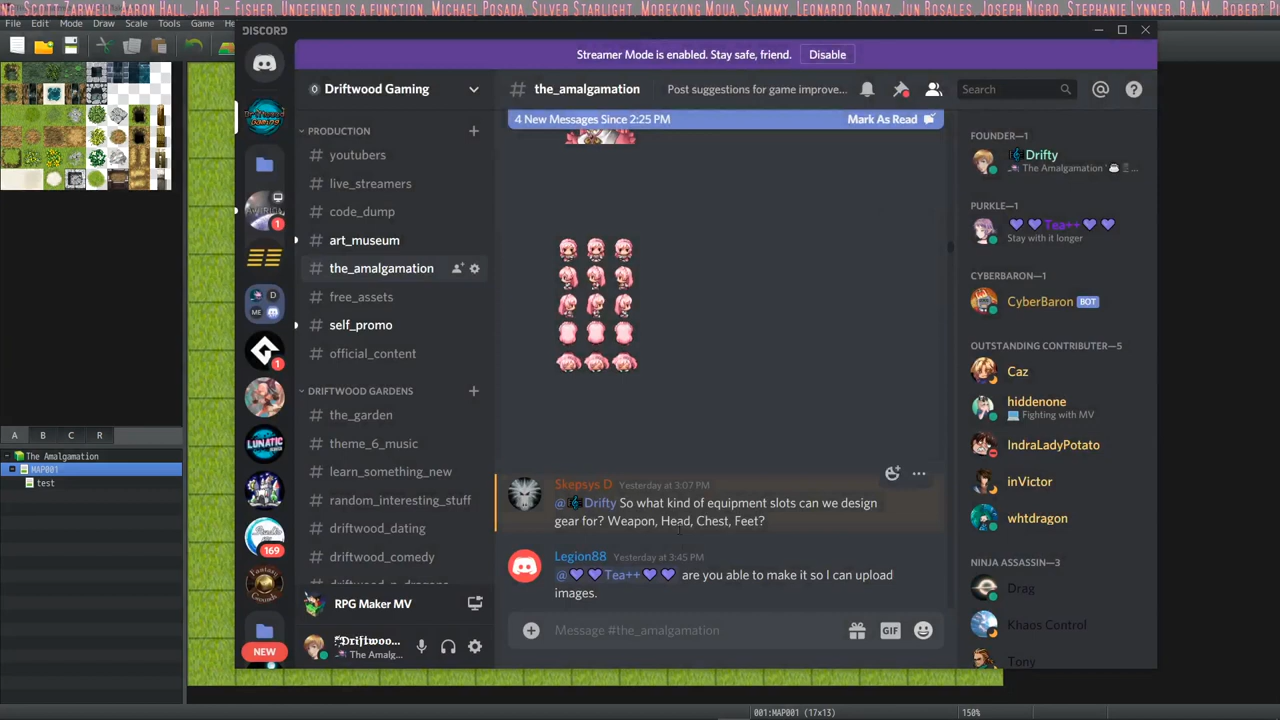 ng, Scott Zarwell, Aaron Hall, Jai R - Fisher, Undefined is a function, Michael Posada, Silver Starlight, Morekong Moua, Slammy, Leonardo Bonaz, Jun Rosales, Joseph Nigro, Stephanie Lynner, R.A.M., Robert Pi
File Edit Mode Draw Scale Tools Game He
DISCORD
Streamer Mode is enabled. Stay safe, friend. Disable
Driftwood Gaming
# the_amalgamation
Post suggestions for game improve...
Search
4 New Messages Since 2:25 PM
Mark As Read
PRODUCTION
# youtubers
# live_streamers
# code_dump
# art_museum
# the_amalgamation
# free_assets
# self_promo
# official_content
DRIFTWOOD GARDENS
# the_garden
# theme_6_music
# learn_something_new
# random_interesting_stuff
# driftwood_dating
# driftwood_comedy
1
1
D
ME
LUNATIC
169
NEW
RPG Maker MV
Driftwoo...
The Amalg...
Skepsys D Yesterday at 3:07 PM
@Drifty So what kind of equipment slots can we design
gear for? Weapon, Head, Chest, Feet?
Legion88 Yesterday at 3:45 PM
@💜 💜 Tea++ 💜 💜 are you able to make it so I can upload
images.
Message #the_amalgamation
GIF
FOUNDER—1
Drifty
The Amalgamation'
PURKLE—1
💜 💜 Tea++ 💜 💜
Stay with it longer
CYBERBARON—1
CyberBaron BOT
OUTSTANDING CONTRIBUTER—5
Caz
hiddenone
Fighting with MV
IndraLadyPotato
inVictor
whtdragon
NINJA ASSASSIN—3
Drag
Khaos Control
Tony
A B C R
The Amalgamation
MAP001
test
001:MAP001 (17x13)
150%